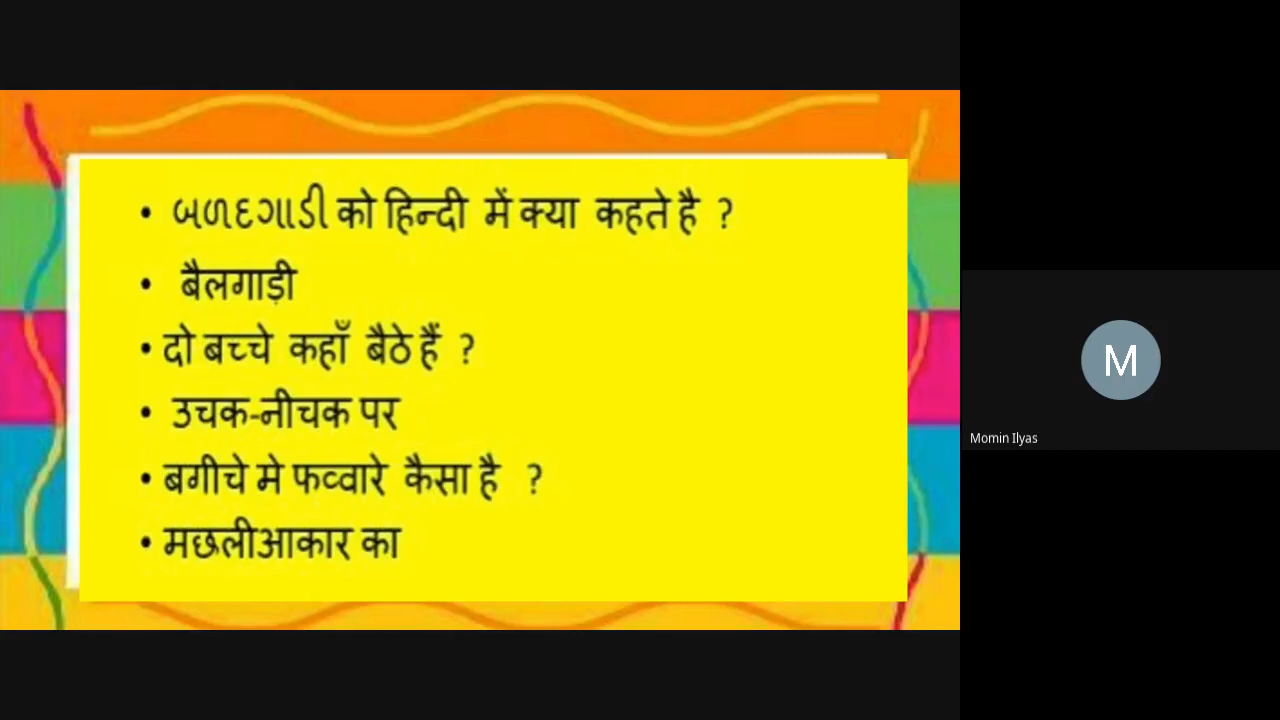 • બળદગાડી को हिन्दी में क्या कहते है ?
• बैलगाड़ी
• दो बच्चे कहाँ बैठे हैं ?
• उचक-नीचक पर
• बगीचे मे फव्वारे कैसा है ?
• मछलीआकार का
M
Momin Ilyas